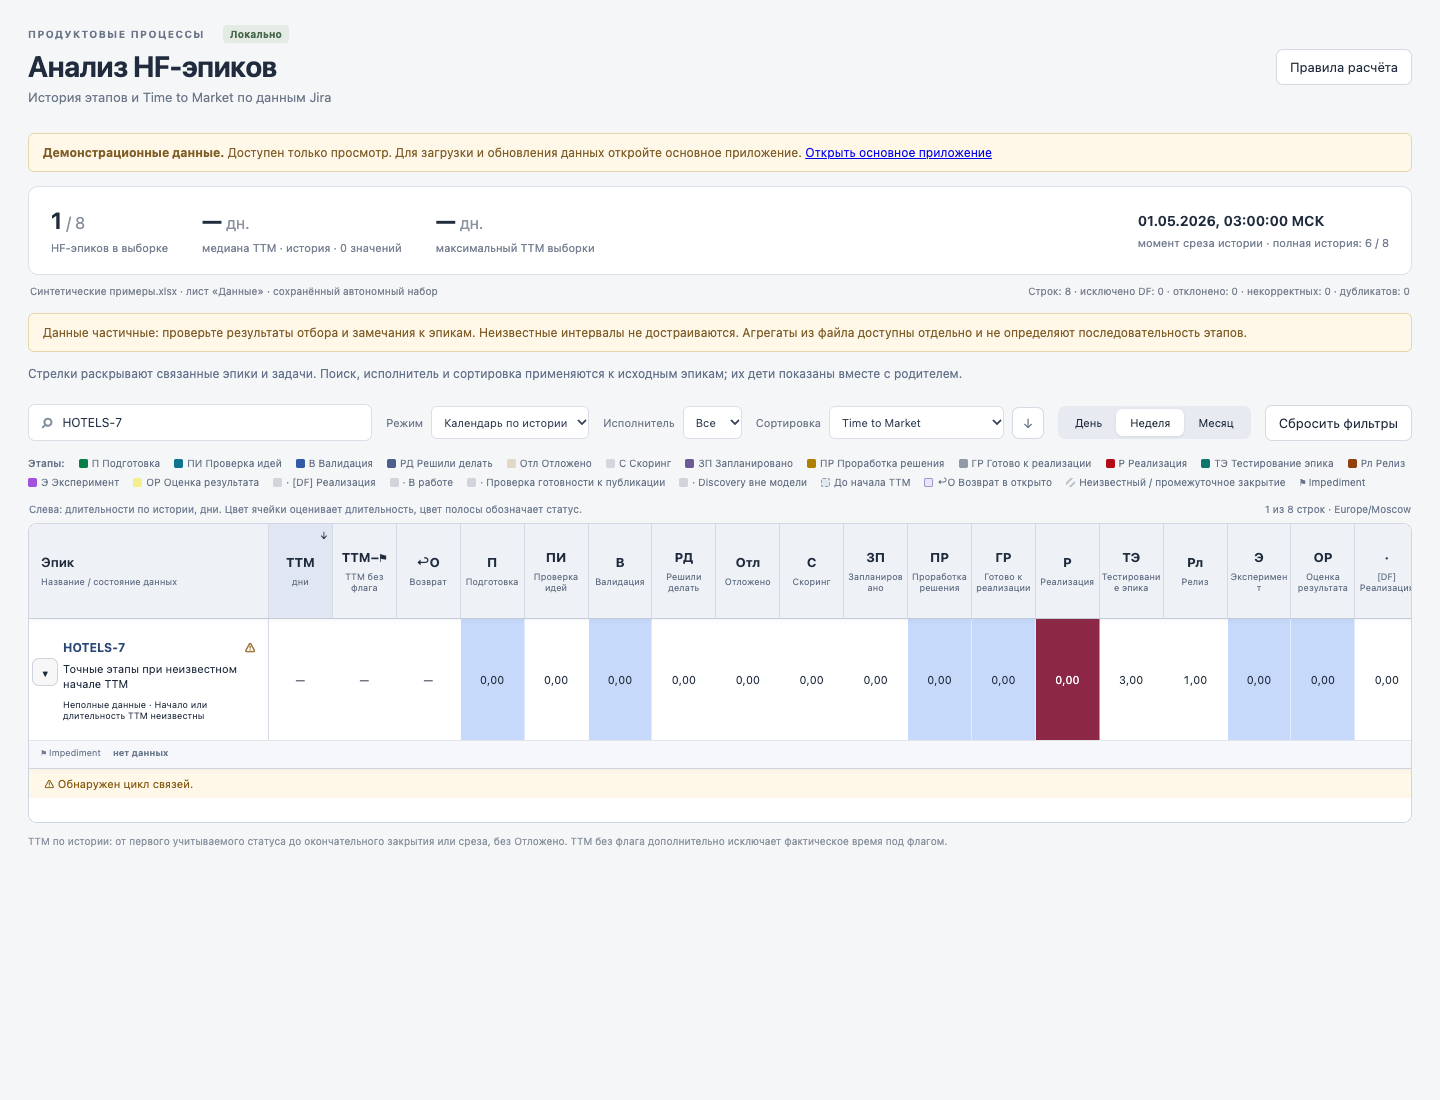 ПРОДУКТОВЫЕ ПРОЦЕССЫ Локально
Анализ HF-эпиков
История этапов и Time to Market по данным Jira
Правила расчёта
Демонстрационные данные. Доступен только просмотр. Для загрузки и обновления данных откройте основное приложение. Открыть основное приложение
1 / 8
HF-эпиков в выборке
— дн.
медиана TTM · история · 0 значений
— дн.
максимальный TTM выборки
01.05.2026, 03:00:00 МСК
момент среза истории · полная история: 6 / 8
Синтетические примеры.xlsx · лист «Данные» · сохранённый автономный набор
Строк: 8 · исключено DF: 0 · отклонено: 0 · некорректных: 0 · дубликатов: 0
Данные частичные: проверьте результаты отбора и замечания к эпикам. Неизвестные интервалы не достраиваются. Агрегаты из файла доступны отдельно и не определяют последовательность этапов.
Стрелки раскрывают связанные эпики и задачи. Поиск, исполнитель и сортировка применяются к исходным эпикам; их дети показаны вместе с родителем.
HOTELS-7 Режим Календарь по истории Исполнитель Все Сортировка Time to Market ↓ День Неделя Месяц Сбросить фильтры
Этапы: П Подготовка ПИ Проверка идей В Валидация РД Решили делать Отл Отложено С Скоринг ЗП Запланировано ПР Проработка решения ГР Готово к реализации Р Реализация ТЭ Тестирование эпика Рл Релиз
Э Эксперимент ОР Оценка результата · [DF] Реализация · В работе · Проверка готовности к публикации · Discovery вне модели До начала TTM ↩О Возврат в открыто Неизвестный / промежуточное закрытие ⚑ Impediment
Слева: длительности по истории, дни. Цвет ячейки оценивает длительность, цвет полосы обозначает статус.
1 из 8 строк · Europe/Moscow
Эпик
Название / состояние данных
↓
TTM
дни
TTM−⚑
TTM без
флага
↩О
Возврат
П
Подготовка
ПИ
Проверка
идей
В
Валидация
РД
Решили
делать
Отл
Отложено
С
Скоринг
ЗП
Запланиров
ано
ПР
Проработка
решения
ГР
Готово к
реализации
Р
Реализация
ТЭ
Тестировани
е эпика
Рл
Релиз
Э
Эксперимен
т
ОР
Оценка
результата
·
[DF]
Реализация
HOTELS-7 ⚠
▼
Точные этапы при неизвестном
начале TTM
Неполные данные · Начало или
длительность TTM неизвестны
— — — 0,00 0,00 0,00 0,00 0,00 0,00 0,00 0,00 0,00 0,00 3,00 1,00 0,00 0,00 0,00
⚑ Impediment нет данных
⚠ Обнаружен цикл связей.
TTM по истории: от первого учитываемого статуса до окончательного закрытия или среза, без Отложено. TTM без флага дополнительно исключает фактическое время под флагом.